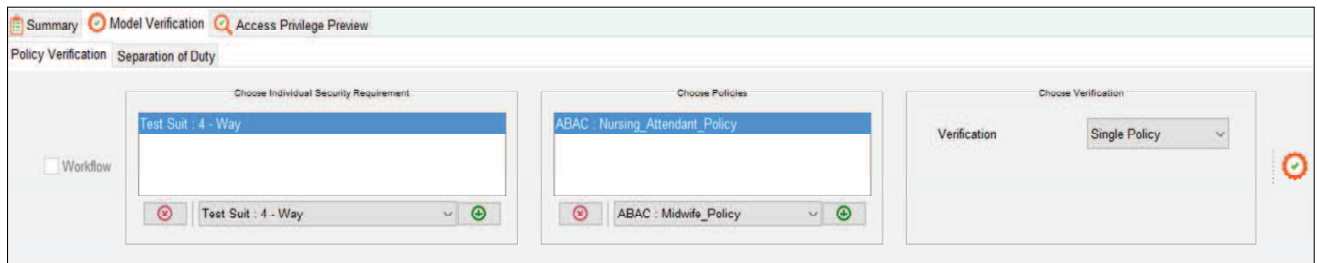 Summary Model Verification Access Privilege Preview
Policy Verification Separation of Duty
Choose Individual Security Requirement
Test Suit : 4 - Way
Workflow
Test Suit : 4 - Way
Choose Policies
ABAC : Nursing_Attendant_Policy
ABAC : Midwife_Policy
Choose Verification
Verification Single Policy